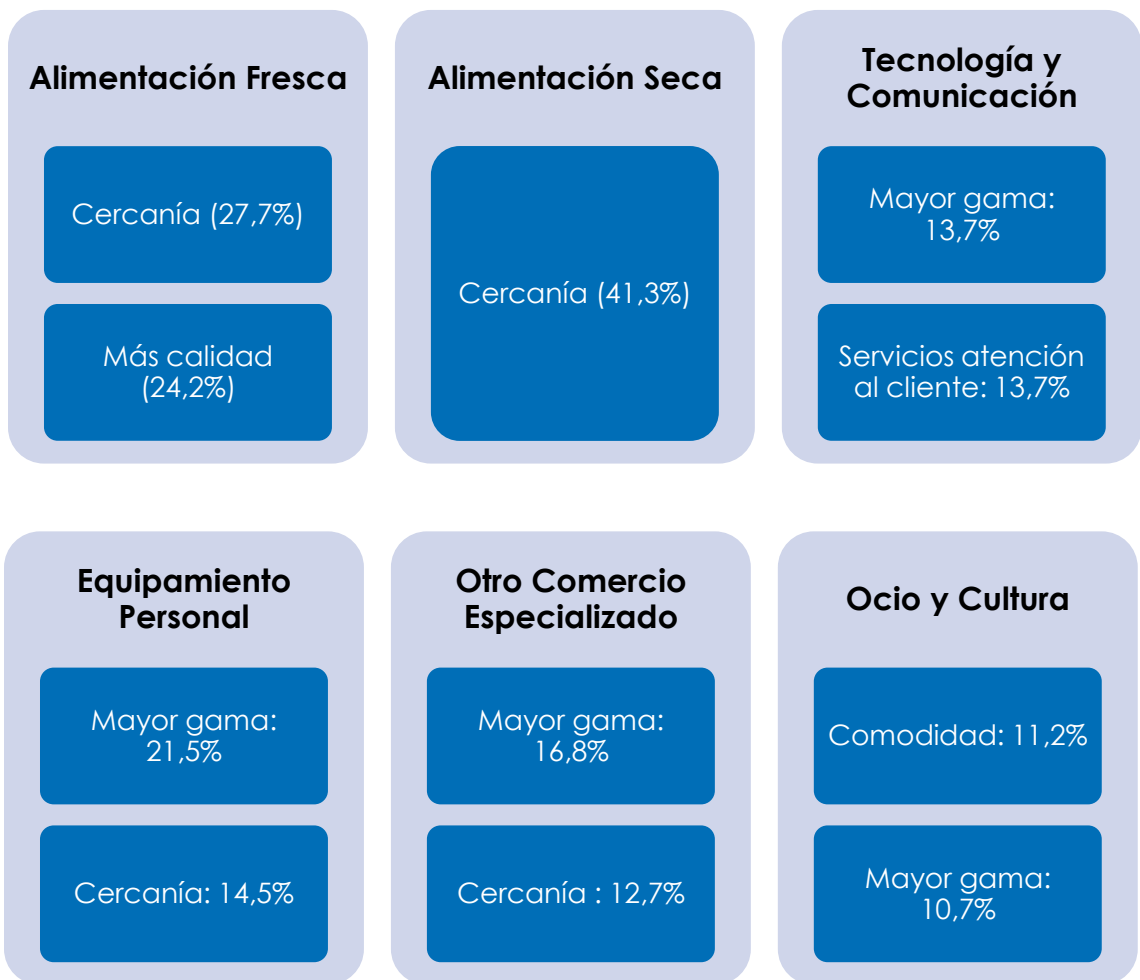 Alimentación Fresca
Cercanía (27,7%)
Más calidad
(24,2%)
Alimentación Seca
Cercanía (41,3%)
Tecnología y
Comunicación
Mayor gama:
13,7%
Servicios atención
al cliente: 13,7%
Equipamiento
Personal
Mayor gama:
21,5%
Cercanía: 14,5%
Otro Comercio
Especializado
Mayor gama:
16,8%
Cercanía : 12,7%
Ocio y Cultura
Comodidad: 11,2%
Mayor gama:
10,7%